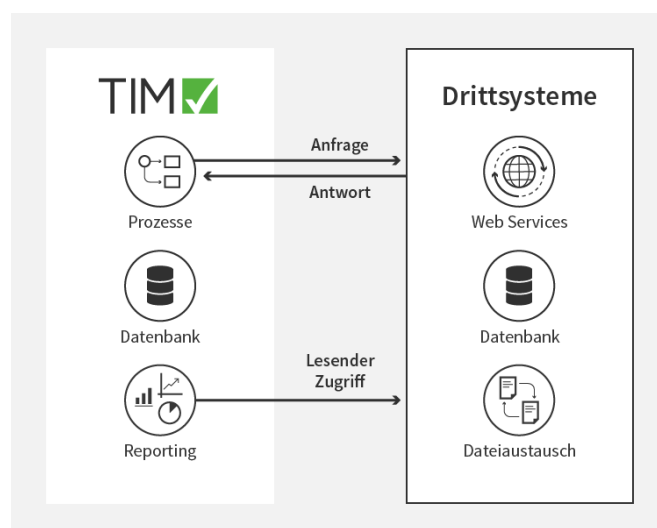 TIM
Drittsysteme
Anfrage
Antwort
Prozesse
Web Services
Datenbank
Datenbank
Lesender
Zugriff
Reporting
Dateiaustausch